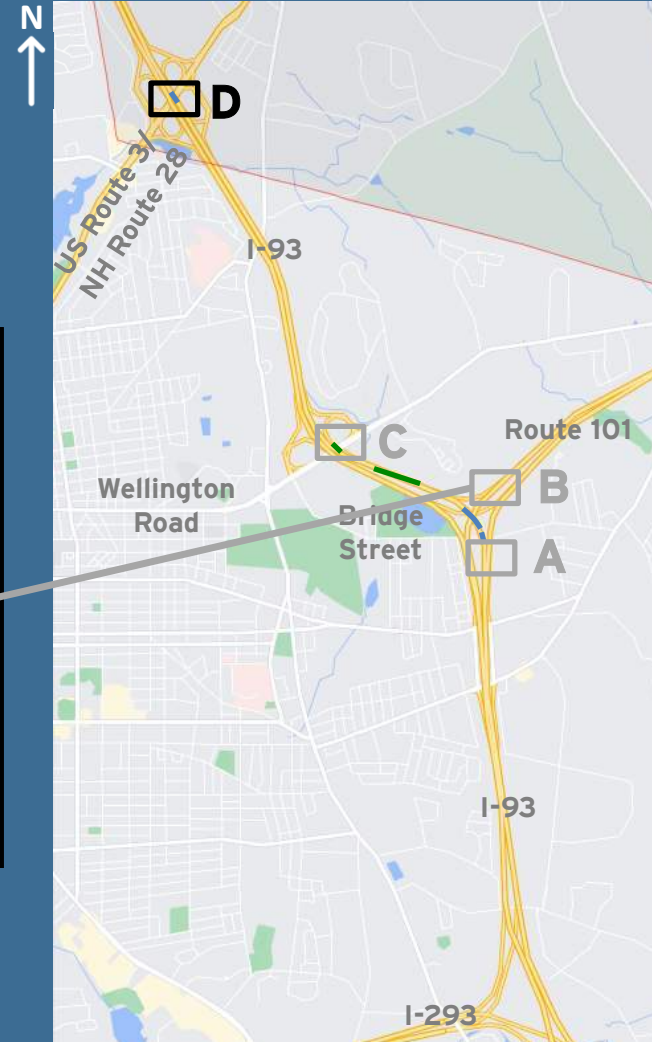 N
D
US Route 3/
NH Route 28
I-93
C
Route 101
Wellington
Road
B
Bridge
Street
A
I-93
I-293